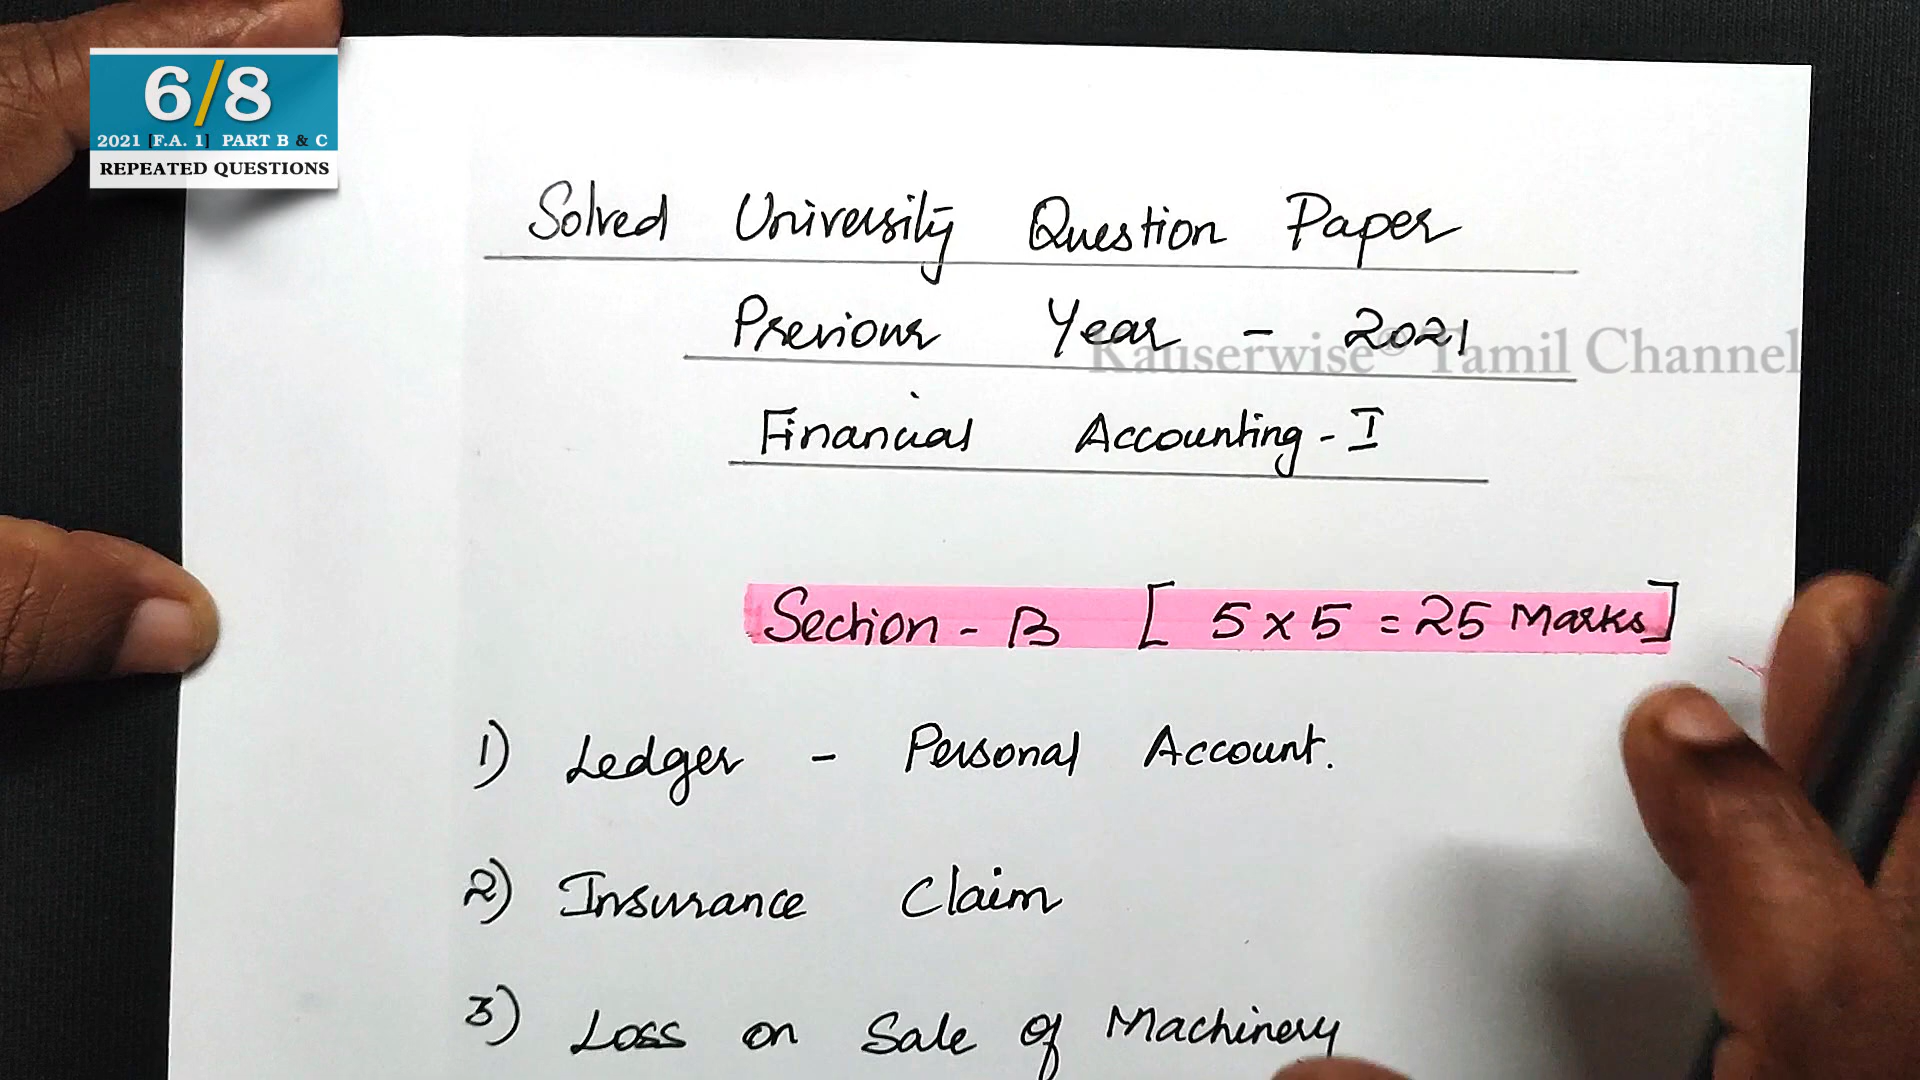 6/8
2021 [F.A. 1] PART B & C
REPEATED QUESTIONS
Solved University Question Paper
Previous Year - 2021
Kauserwise® Tamil Channel
Financial Accounting - I
Section - B [ 5 x 5 = 25 Marks ]
1) Ledger - Personal Account.
2) Insurance Claim
3) Loss on Sale of Machinery